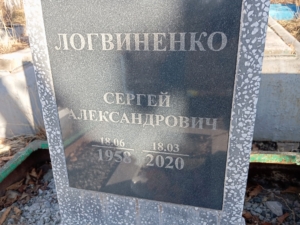 ЛОГВИНЕНКО
СЕРГЕЙ
АЛЕКСАНДРОВИЧ
18.06 18.03
1958 2020